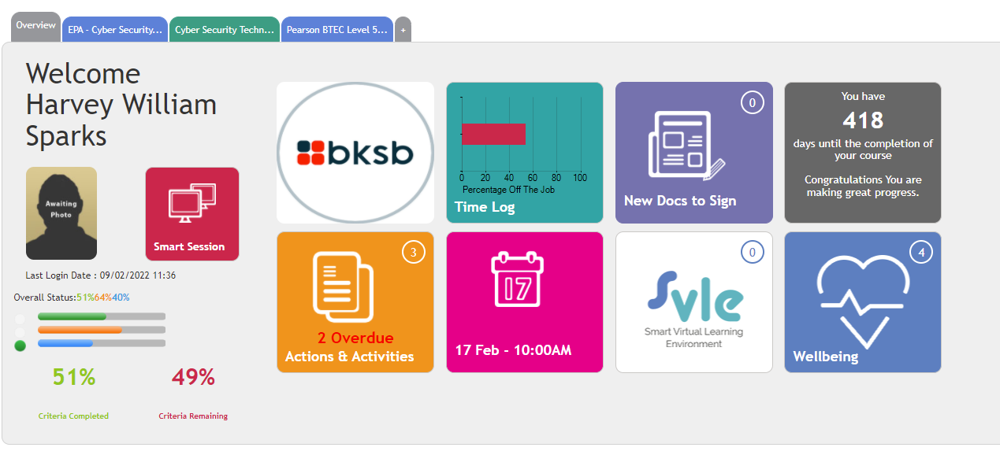 Overview
EPA - Cyber Security...
Cyber Security Techn...
Pearson BTEC Level 5...
+
Welcome
Harvey William
Sparks
Awaiting
Photo
Smart Session
Last Login Date : 09/02/2022 11:36
Overall Status:51%64%40%
51%
49%
Criteria Completed
Criteria Remaining
bksb
0 20 40 60 80 100
Percentage Off The Job
Time Log
0
New Docs to Sign
You have
418
days until the completion of
your course
Congratulations You are
making great progress.
3
2 Overdue
Actions & Activities
17
17 Feb - 10:00AM
0
Svle
Smart Virtual Learning
Environment
4
Wellbeing